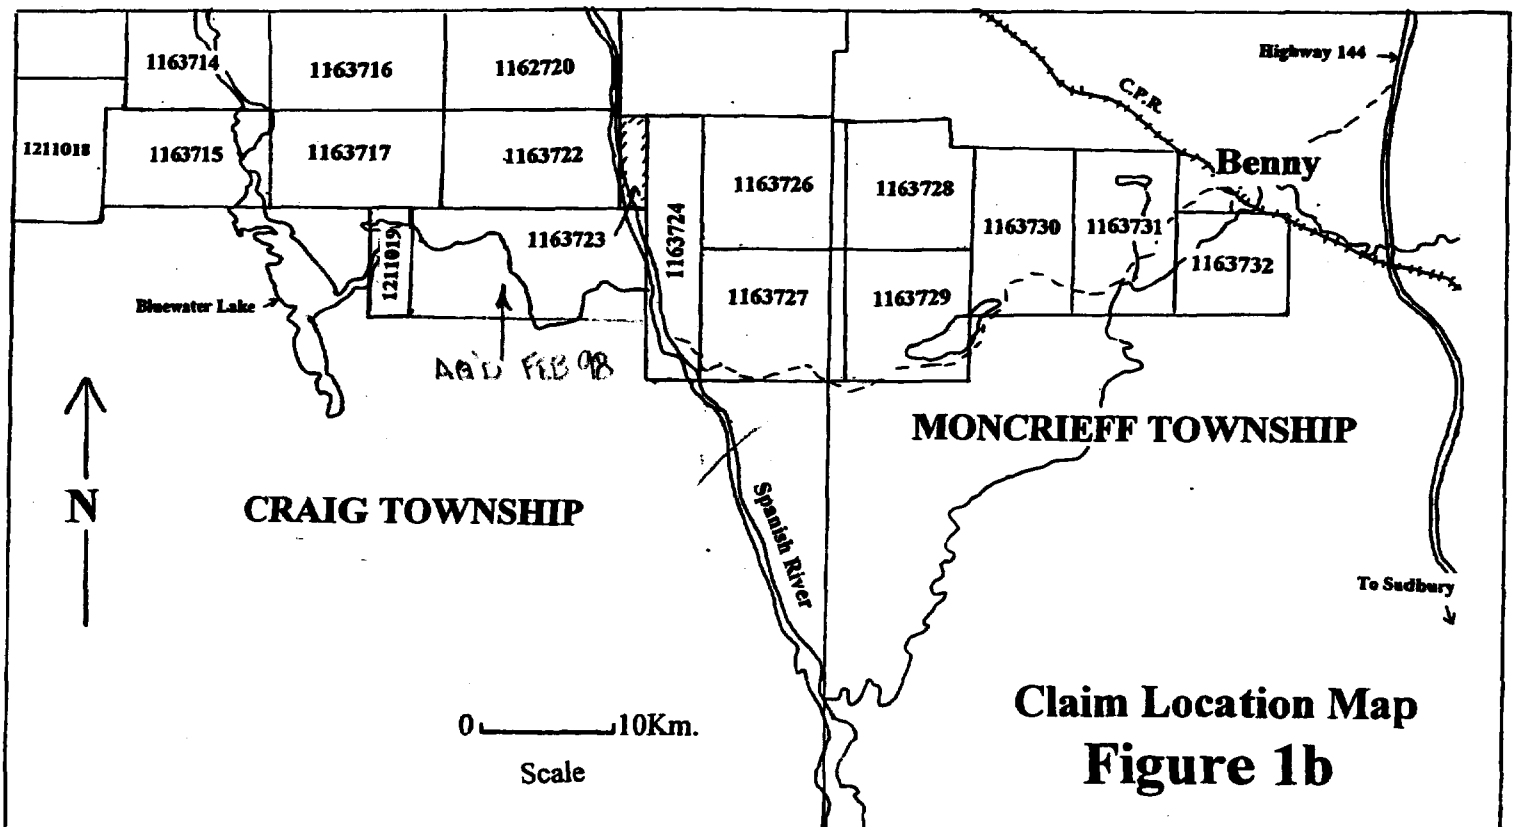 Highway 144
1163714
1163716
1162720
C.P.R.
1211018
1163715
1163717
1163722
Benny
1163726
1163728
1163724
1163730
1163731
1163723
1211019
1163732
1163727
1163729
Bluewater Lake
AQ'D FEB 98
MONCRIEFF TOWNSHIP
N
CRAIG TOWNSHIP
Spanish River
To Sudbury
Claim Location Map
0 10Km.
Scale
Figure 1b